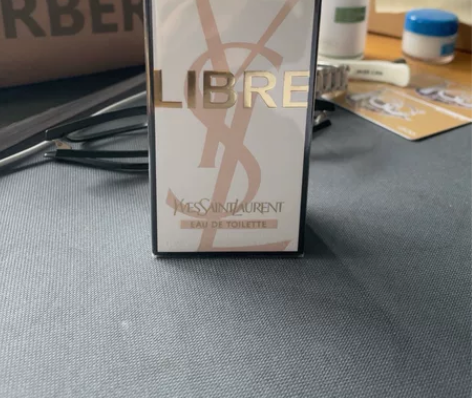 RBER
LIBRE
YVESSAINTLAURENT
EAU DE TOILETTE